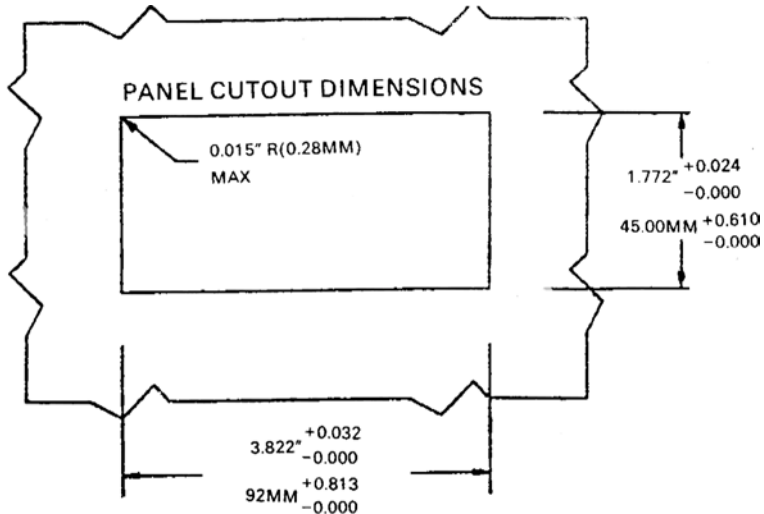 PANEL CUTOUT DIMENSIONS
0.015" R(0.28MM)
MAX
1.772" +0.024
-0.000
45.00MM +0.610
-0.000
3.822" +0.032
-0.000
92MM +0.813
-0.000